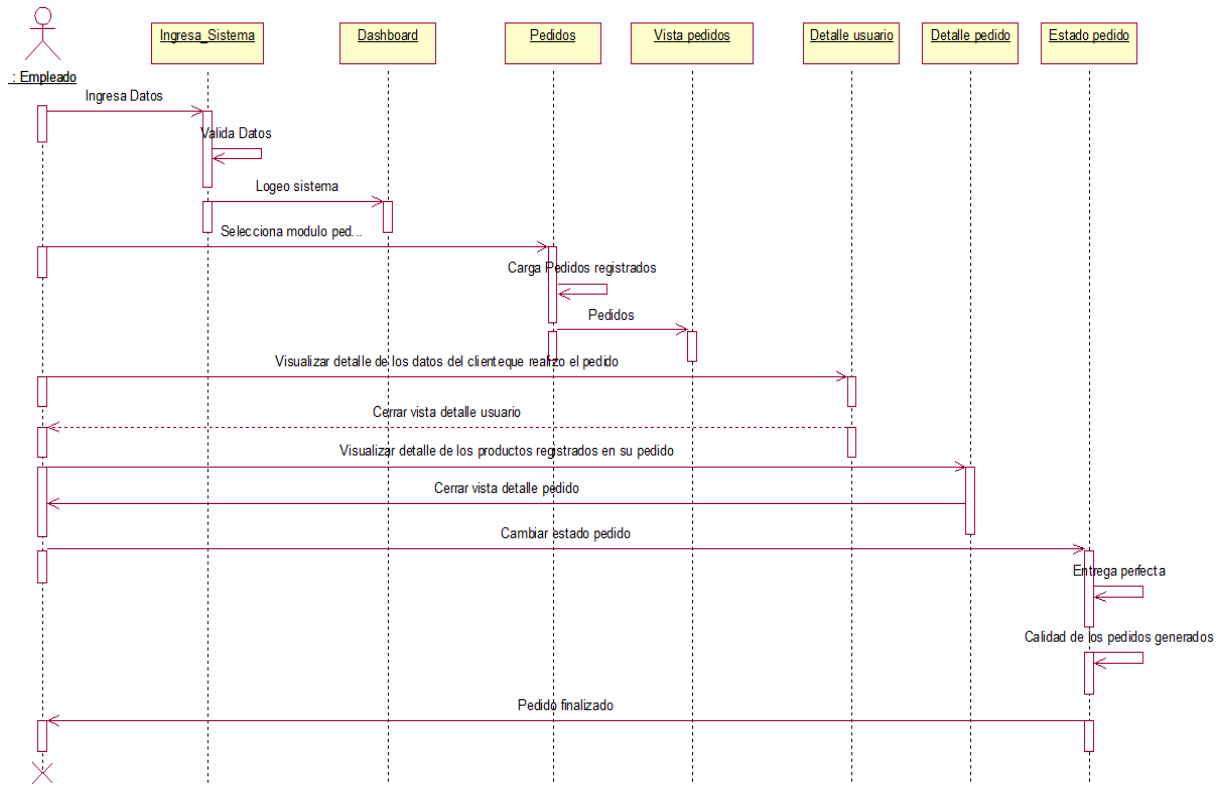 Ingresa_Sistema
Dashboard
Pedidos
Vista pedidos
Detalle usuario
Detalle pedido
Estado pedido
: Empleado
Ingresa Datos
Valida Datos
Logeo sistema
Selecciona modulo ped...
Carga Pedidos registrados
Pedidos
Visualizar detalle de los datos del clienteque realizo el pedido
Cerrar vista detalle usuario
Visualizar detalle de los productos registrados en su pedido
Cerrar vista detalle pedido
Cambiar estado pedido
Entrega perfecta
Calidad de los pedidos generados
Pedido finalizado